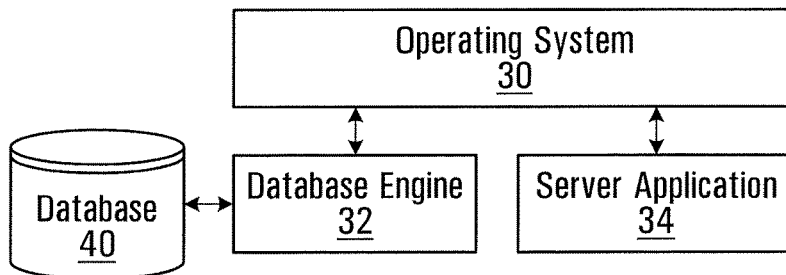 Operating System
30
Database
40
Database Engine
32
Server Application
34